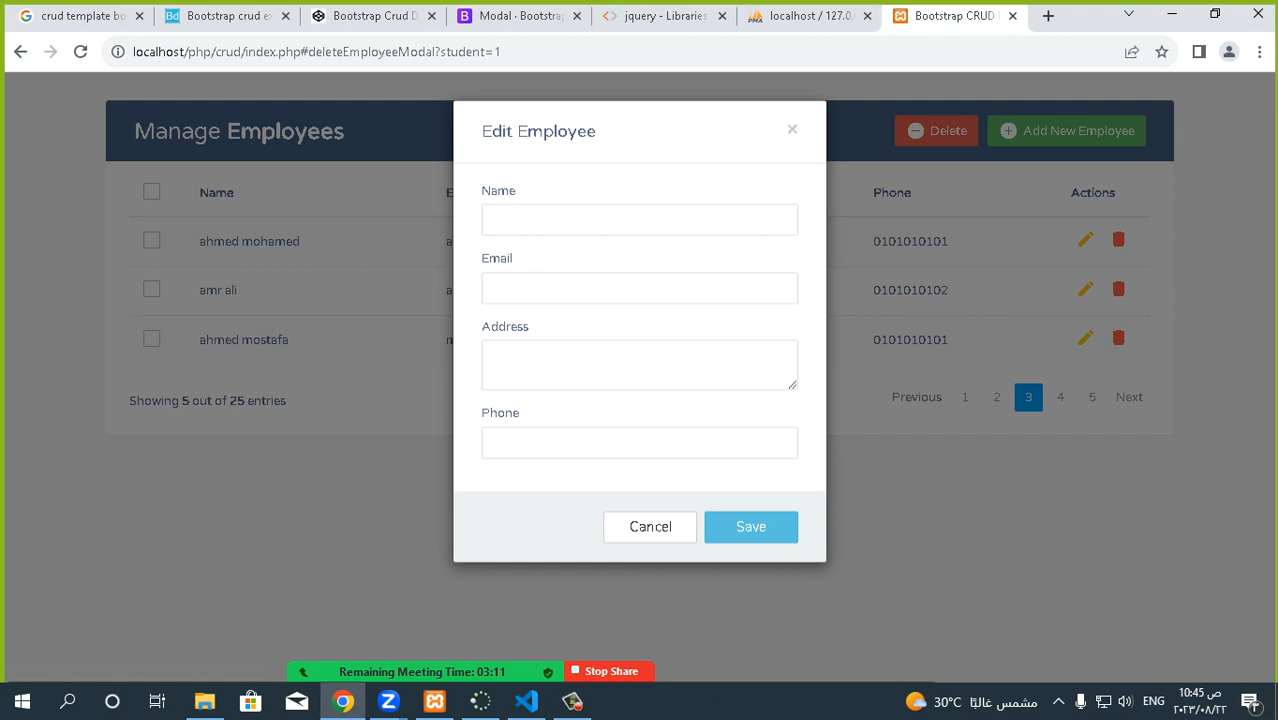 crud template bo
Bootstrap crud ex
Bootstrap Crud D
Modal · Bootstrap
jquery - Libraries
localhost / 127.0.
Bootstrap CRUD
localhost/php/crud/index.php#deleteEmployeeModal?student=1
Manage Employees
Delete
Add New Employee
Edit Employee
Name
Phone
Actions
ahmed mohamed
0101010101
amr ali
0101010102
ahmed mostafa
0101010101
Showing 5 out of 25 entries
Previous 1 2 3 4 5 Next
Name
Email
Address
Phone
Cancel
Save
Remaining Meeting Time: 03:11
Stop Share
30°C مشمس غالبًا
ENG
10:45 ص
٢٠٢٣/٠٨/٢٢